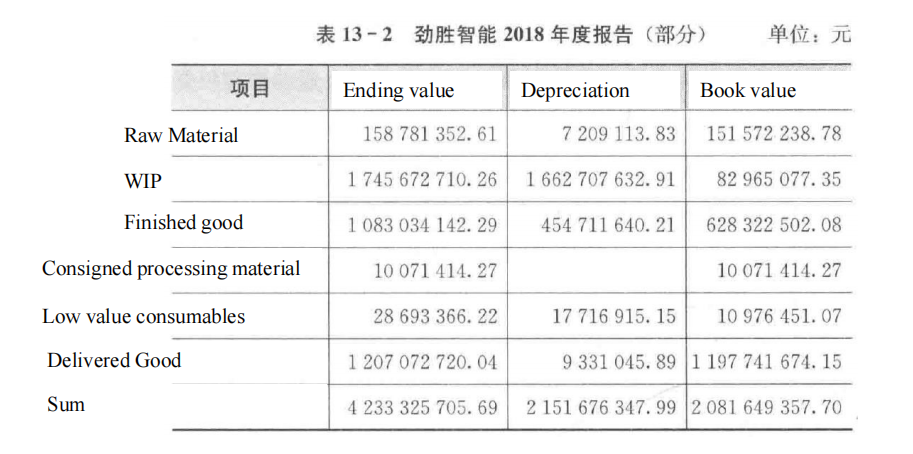 表 13-2 劲胜智能 2018 年度报告（部分） 单位：元
项目 Ending value Depreciation Book value
Raw Material 158 781 352.61 7 209 113.83 151 572 238.78
WIP 1 745 672 710.26 1 662 707 632.91 82 965 077.35
Finished good 1 083 034 142.29 454 711 640.21 628 322 502.08
Consigned processing material 10 071 414.27 10 071 414.27
Low value consumables 28 693 366.22 17 716 915.15 10 976 451.07
Delivered Good 1 207 072 720.04 9 331 045.89 1 197 741 674.15
Sum 4 233 325 705.69 2 151 676 347.99 2 081 649 357.70